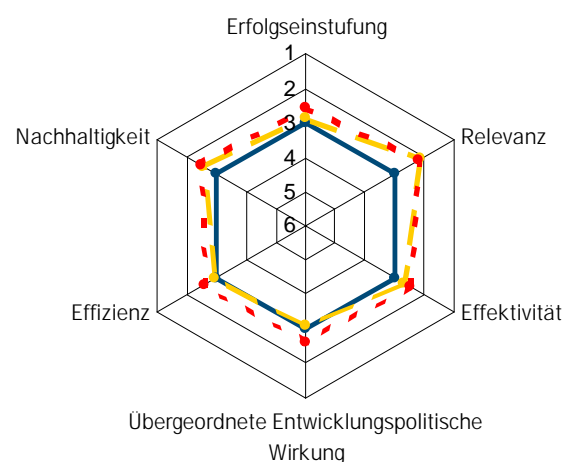 Erfolgseinstufung
1
2
3
4
5
6
Nachhaltigkeit
Relevanz
Effizienz
Effektivität
Übergeordnete Entwicklungspolitische
Wirkung